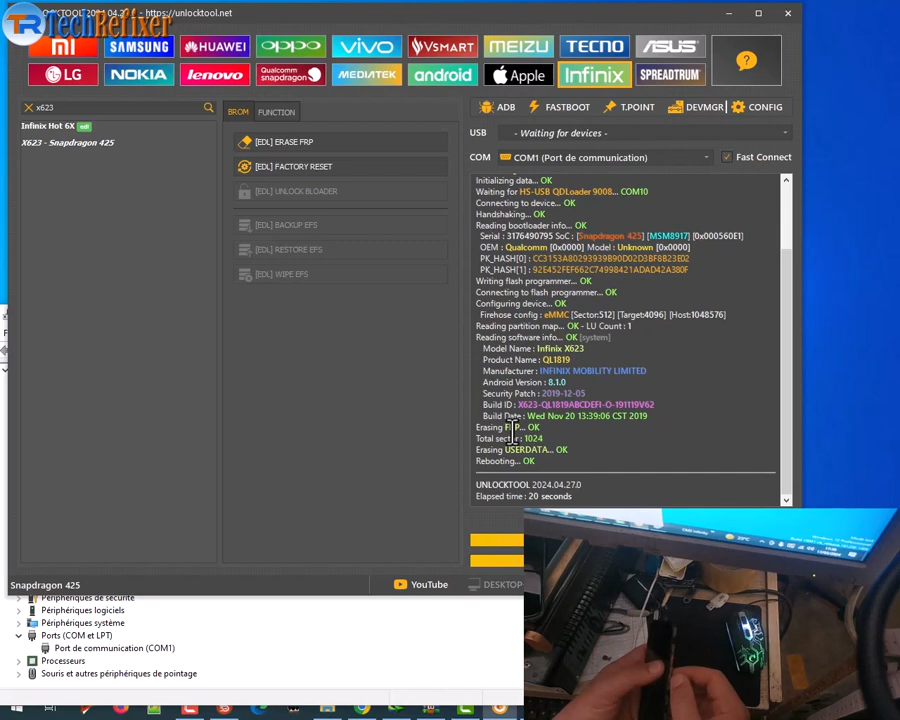 TR TechRefixer
OCKTOOL 2024.04.27.0 - https://unlocktool.net
mi SAMSUNG HUAWEI oppo vivo VSMART MEIZU TECNO ASUS
LG NOKIA lenovo Qualcomm snapdragon MEDIATEK android Apple Infinix SPREADTRUM
x623
BROM FUNCTION
ADB FASTBOOT T.POINT DEVMGR CONFIG
Infinix Hot 6X edl
X623 - Snapdragon 425
[EDL] ERASE FRP
[EDL] FACTORY RESET
[EDL] UNLOCK BLOADER
[EDL] BACKUP EFS
[EDL] RESTORE EFS
[EDL] WIPE EFS
USB - Waiting for devices -
COM COM1 (Port de communication) Fast Connect
Initializing data... OK
Waiting for HS-USB QDLoader 9008... COM10
Connecting to device... OK
Handshaking... OK
Reading bootloader info... OK
Serial : 3176490795 SoC : [Snapdragon 425] [MSM8917] [0x000560E1]
OEM : Qualcomm [0x0000] Model : Unknown [0x0000]
PK_HASH[0] : CC3153A80293939B90D02D3BF8B23E02
PK_HASH[1] : 92E452FEF662C74998421ADAD42A380F
Writing flash programmer... OK
Connecting to flash programmer... OK
Configuring device... OK
Firehose config : eMMC [Sector:512] [Target:4096] [Host:1048576]
Reading partition map... OK - LU Count : 1
Reading software info... OK [system]
Model Name : Infinix X623
Product Name : QL1819
Manufacturer : INFINIX MOBILITY LIMITED
Android Version : 8.1.0
Security Patch : 2019-12-05
Build ID : X623-QL1819ABCDEFI-O-191119V62
Build Date : Wed Nov 20 13:39:06 CST 2019
Erasing FRP... OK
Total sector : 1024
Erasing USERDATA... OK
Rebooting... OK
UNLOCKTOOL 2024.04.27.0
Elapsed time : 20 seconds
Snapdragon 425 YouTube DESKTOP-
Périphériques de sécurité
Périphériques logiciels
Périphériques système
Ports (COM et LPT)
Port de communication (COM1)
Processeurs
Souris et autres périphériques de pointage